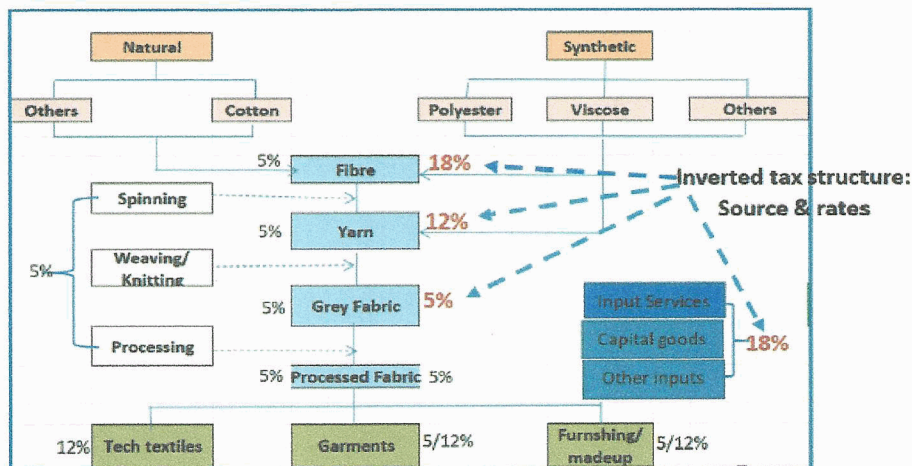 Natural
Synthetic
Others
Cotton
Polyester
Viscose
Others
5%
Fibre
18%
Inverted tax structure:
Source & rates
Spinning
5%
Yarn
12%
5%
Weaving/
Knitting
5%
Grey Fabric
5%
Input Services
Capital goods
Other inputs
18%
Processing
5%
Processed Fabric
5%
12%
Tech textiles
Garments
5/12%
Furnshing/
madeup
5/12%